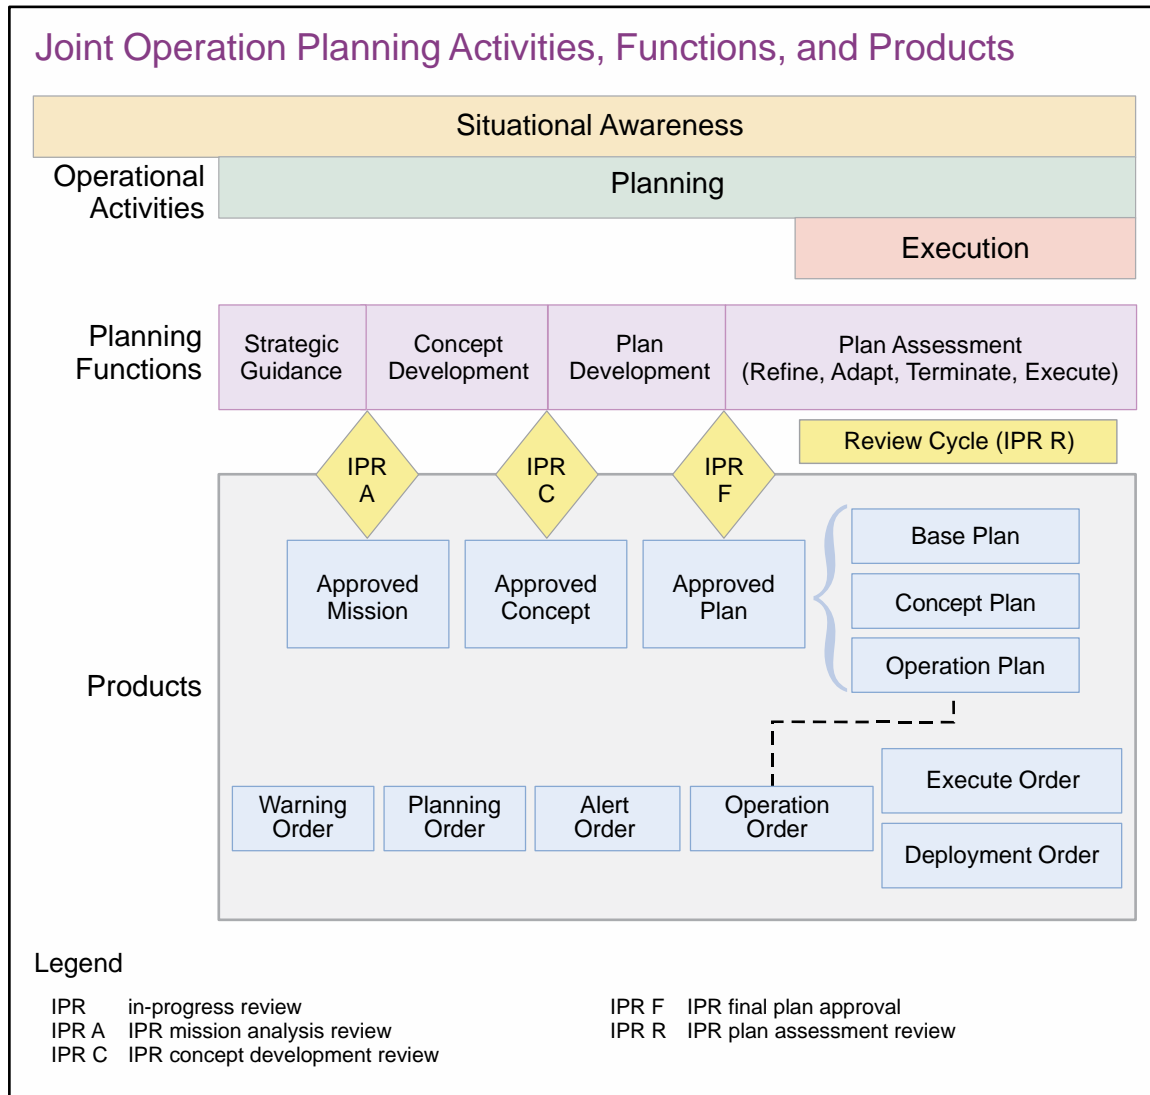 Joint Operation Planning Activities, Functions, and Products
Situational Awareness
Operational
Activities
Planning
Execution
Planning
Functions
Strategic
Guidance
Concept
Development
Plan
Development
Plan Assessment
(Refine, Adapt, Terminate, Execute)
IPR
A
IPR
C
IPR
F
Review Cycle (IPR R)
Products
Approved
Mission
Approved
Concept
Approved
Plan
Base Plan
Concept Plan
Operation Plan
Warning
Order
Planning
Order
Alert
Order
Operation
Order
Execute Order
Deployment Order
Legend
IPR in-progress review
IPR A IPR mission analysis review
IPR C IPR concept development review
IPR F IPR final plan approval
IPR R IPR plan assessment review